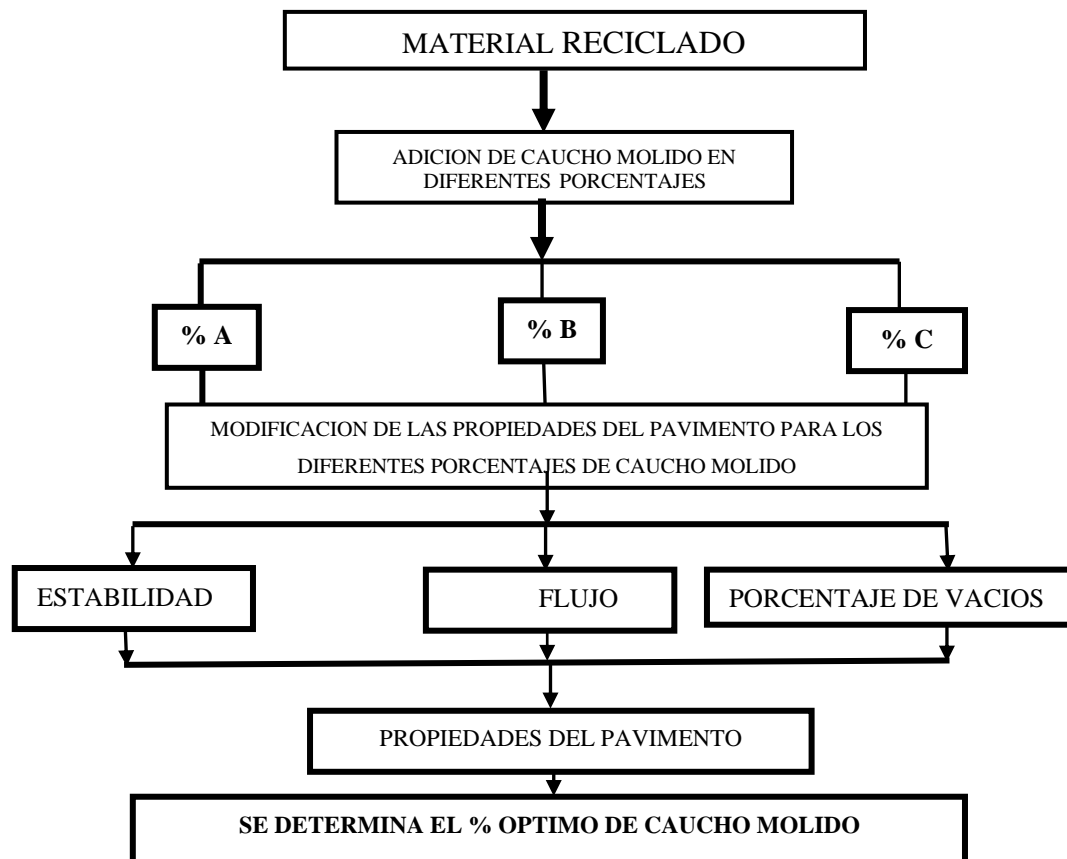 MATERIAL RECICLADO
ADICION DE CAUCHO MOLIDO EN
DIFERENTES PORCENTAJES
% A
% B
% C
MODIFICACION DE LAS PROPIEDADES DEL PAVIMENTO PARA LOS
DIFERENTES PORCENTAJES DE CAUCHO MOLIDO
ESTABILIDAD
FLUJO
PORCENTAJE DE VACIOS
PROPIEDADES DEL PAVIMENTO
SE DETERMINA EL % OPTIMO DE CAUCHO MOLIDO